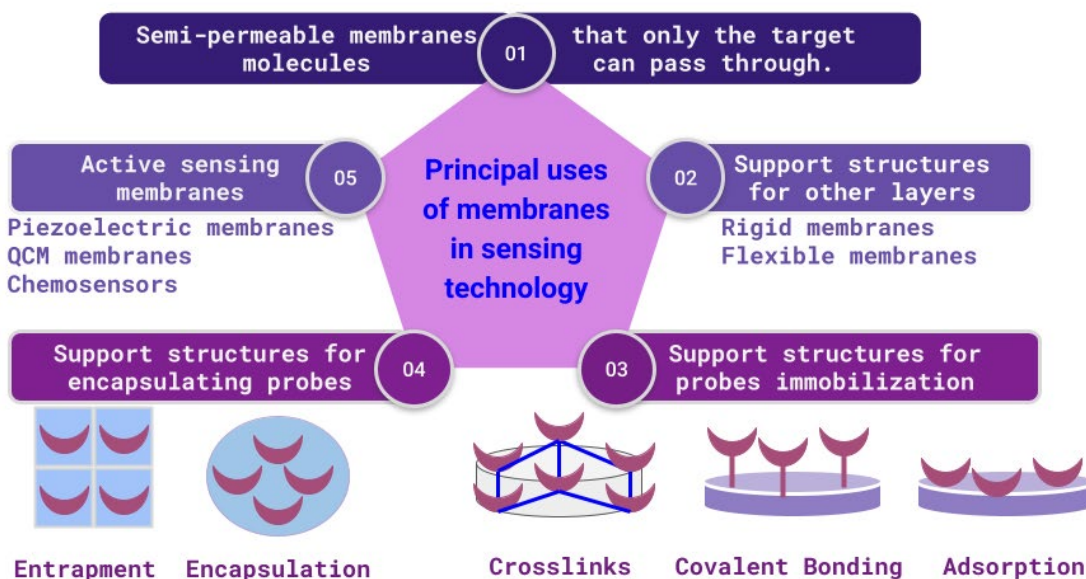 Semi-permeable membranes that only the target
molecules can pass through.
01
Active sensing
membranes
05
Piezoelectric membranes
QCM membranes
Chemosensors
Principal uses
of membranes
in sensing
technology
02
Support structures
for other layers
Rigid membranes
Flexible membranes
Support structures for
encapsulating probes
04
03
Support structures for
probes immobilization
Entrapment
Encapsulation
Crosslinks
Covalent Bonding
Adsorption